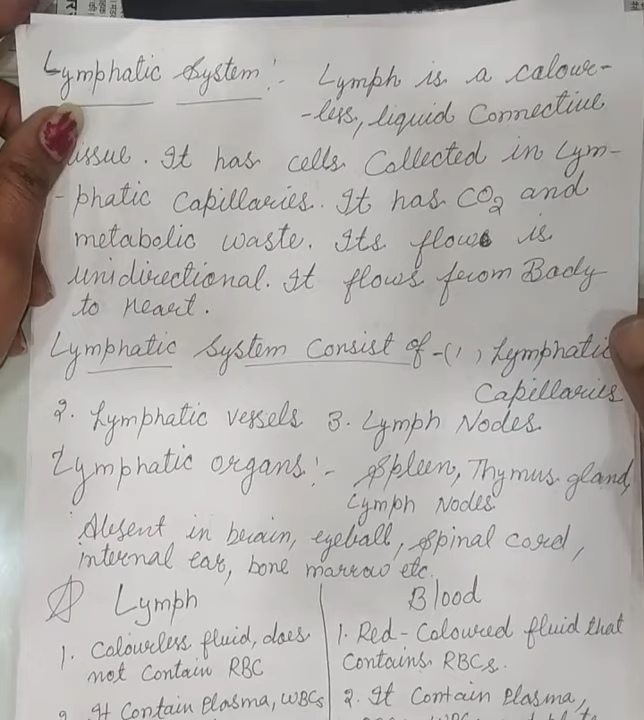 Lymphatic System :- Lymph is a colour-
-less, liquid Connective
tissue. It has cells Collected in Lym-
-phatic Capillaries. It has CO2 and
metabolic waste. Its flow is
unidirectional. It flows from Body
to Heart.
Lymphatic System Consist of -(1) Lymphatic
Capillaries
2. Lymphatic vessels 3. Lymph Nodes
Lymphatic organs :- Spleen, Thymus gland,
Lymph Nodes
Absent in brain, eyeball, Spinal cord,
internal ear, bone marrow etc.
Lymph
1. Colourless fluid, does
not Contain RBC
2. It Contain Plasma, WBCs
Blood
1. Red-Coloured fluid that
Contains RBCs.
2. It Contain Plasma,